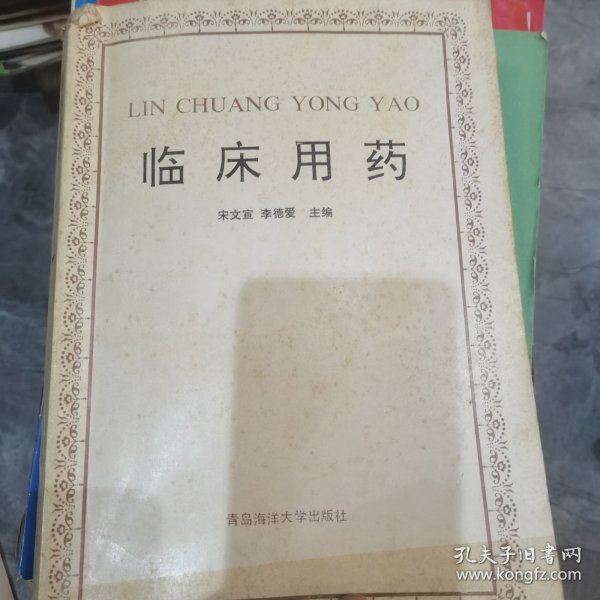 LIN CHUANG YONG YAO
临床用药
宋文宣 李德爱 主编
青岛海洋大学出版社
孔夫子旧书网
www.kongfz.com